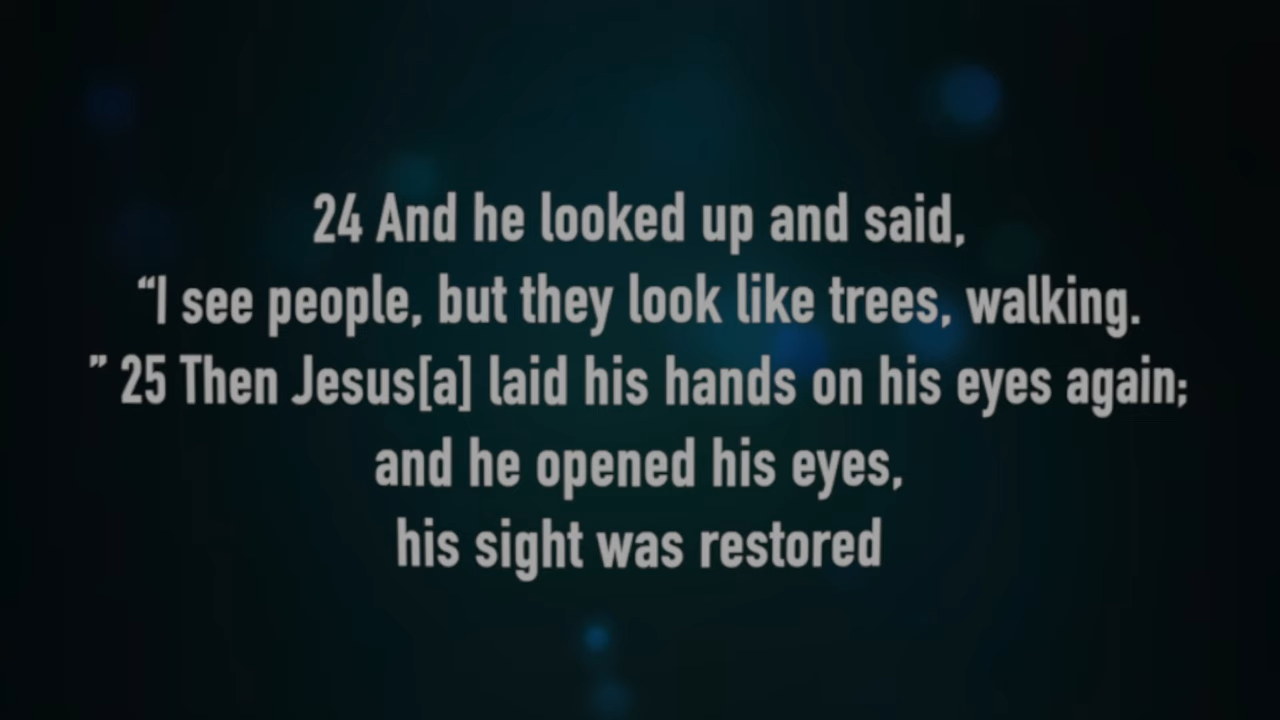 24 And he looked up and said,
“I see people, but they look like trees, walking.
” 25 Then Jesus[a] laid his hands on his eyes again;
and he opened his eyes,
his sight was restored